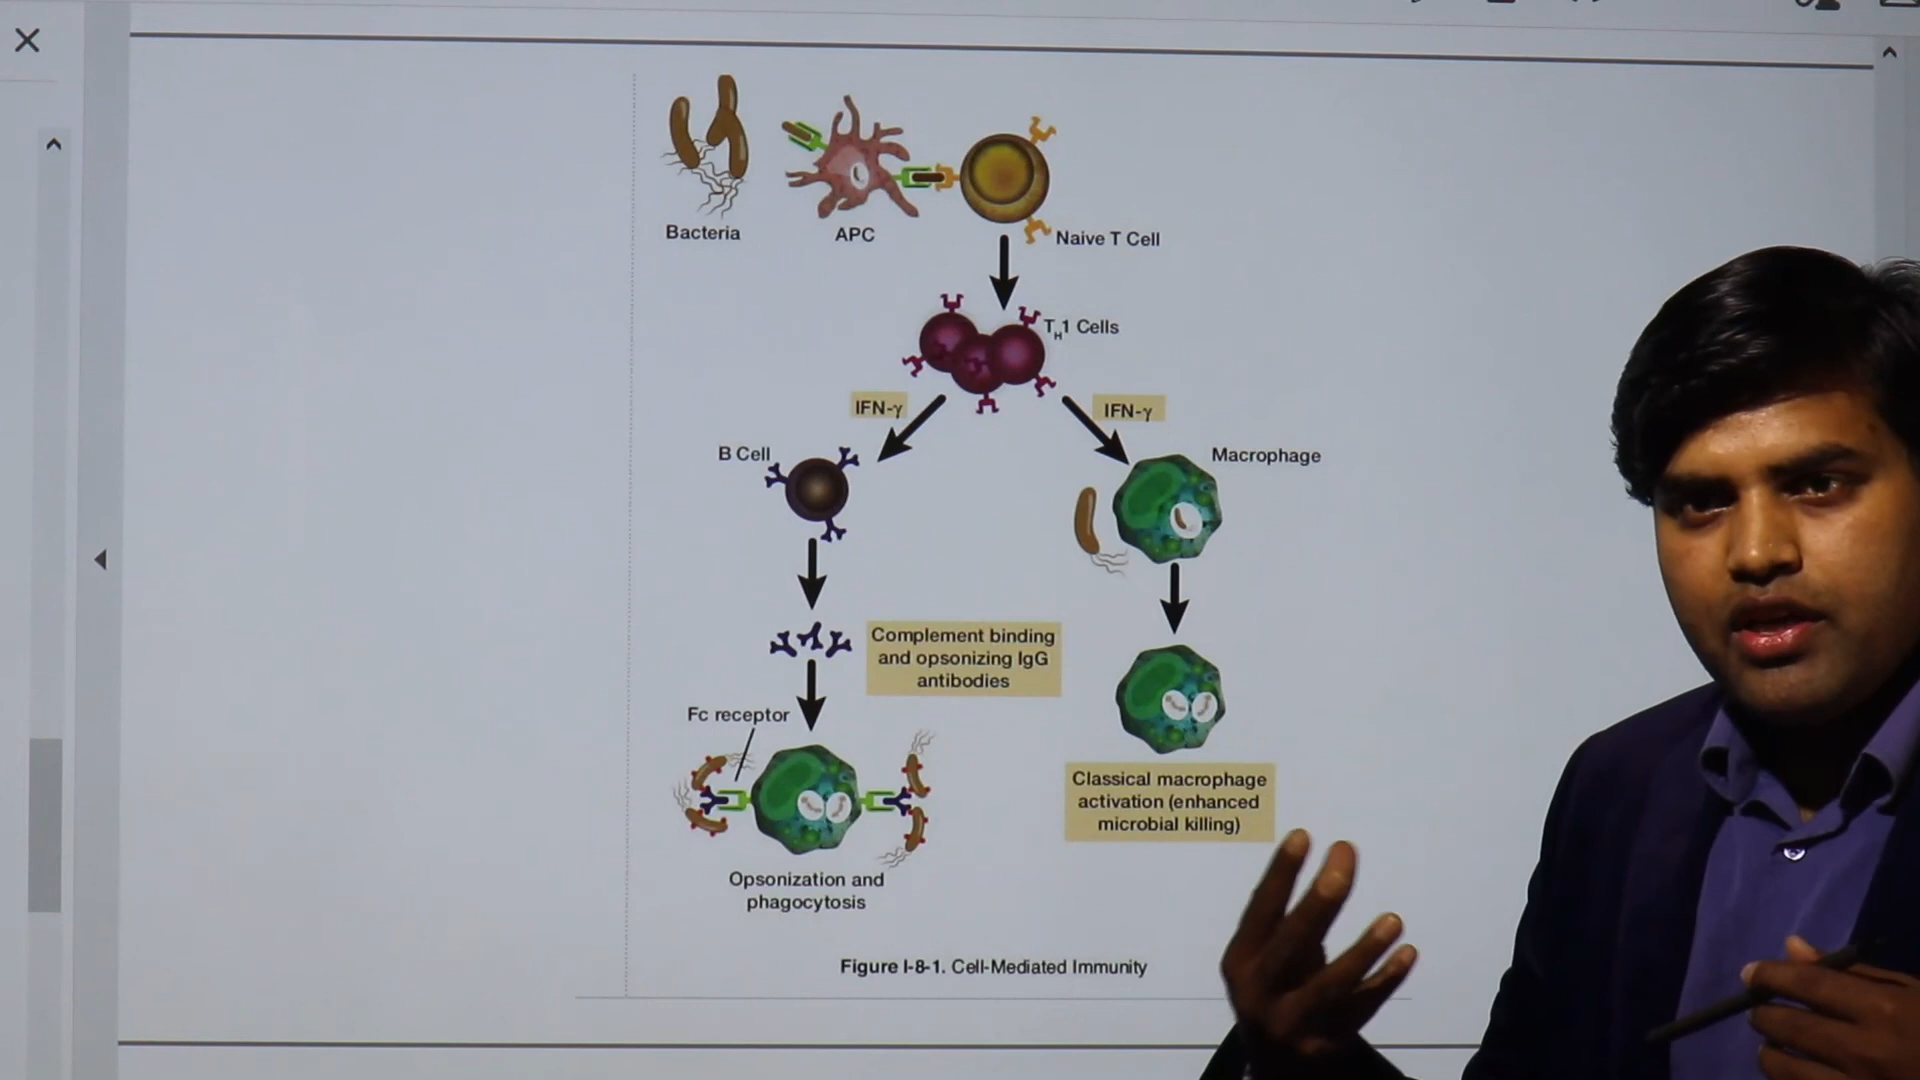 Bacteria
APC
Naive T Cell
TH1 Cells
IFN-γ
IFN-γ
B Cell
Macrophage
Complement binding
and opsonizing IgG
antibodies
Fc receptor
Classical macrophage
activation (enhanced
microbial killing)
Opsonization and
phagocytosis
Figure I-8-1. Cell-Mediated Immunity